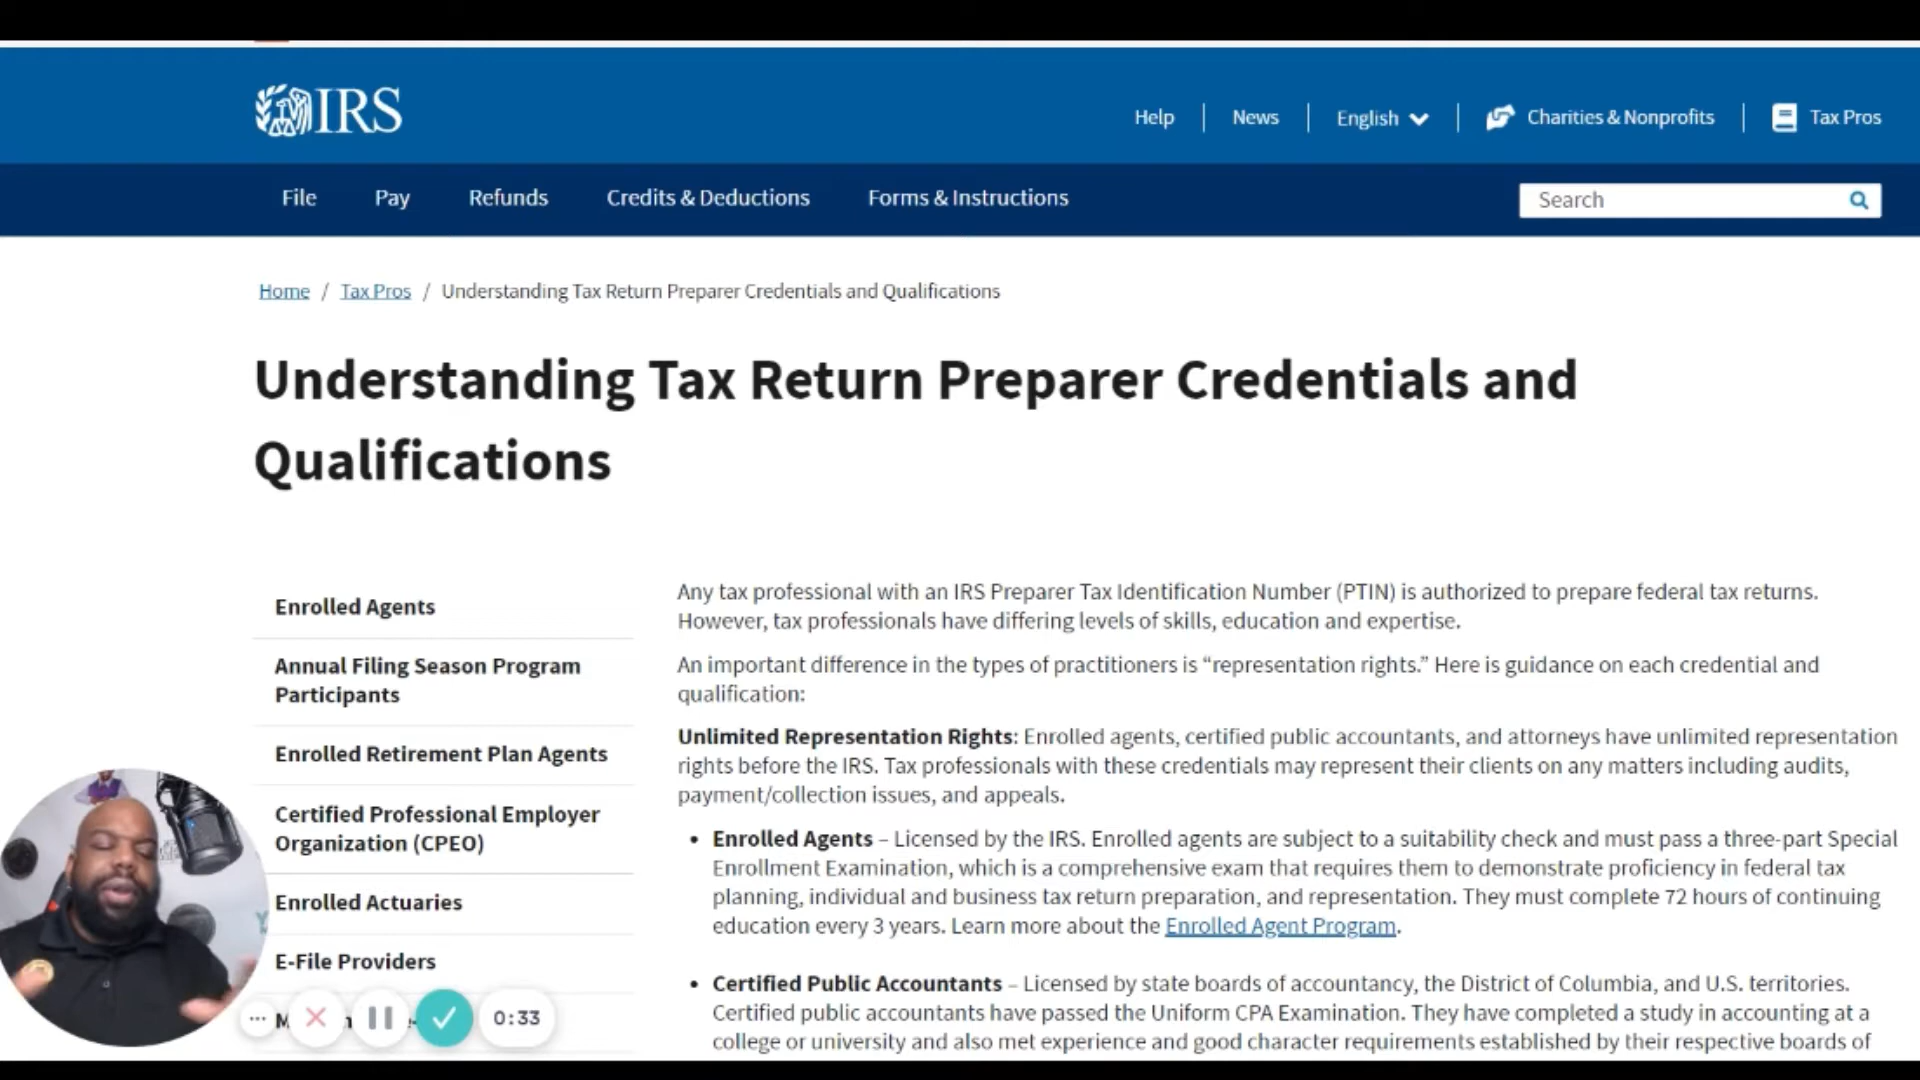 IRS
Help
News
English
Charities & Nonprofits
Tax Pros
File
Pay
Refunds
Credits & Deductions
Forms & Instructions
Search
Home / Tax Pros / Understanding Tax Return Preparer Credentials and Qualifications
Understanding Tax Return Preparer Credentials and
Qualifications
Enrolled Agents
Annual Filing Season Program
Participants
Enrolled Retirement Plan Agents
Certified Professional Employer
Organization (CPEO)
Enrolled Actuaries
E-File Providers
0:33
Any tax professional with an IRS Preparer Tax Identification Number (PTIN) is authorized to prepare federal tax returns.
However, tax professionals have differing levels of skills, education and expertise.
An important difference in the types of practitioners is “representation rights.” Here is guidance on each credential and
qualification:
Unlimited Representation Rights: Enrolled agents, certified public accountants, and attorneys have unlimited representation
rights before the IRS. Tax professionals with these credentials may represent their clients on any matters including audits,
payment/collection issues, and appeals.
• Enrolled Agents – Licensed by the IRS. Enrolled agents are subject to a suitability check and must pass a three-part Special
Enrollment Examination, which is a comprehensive exam that requires them to demonstrate proficiency in federal tax
planning, individual and business tax return preparation, and representation. They must complete 72 hours of continuing
education every 3 years. Learn more about the Enrolled Agent Program.
• Certified Public Accountants – Licensed by state boards of accountancy, the District of Columbia, and U.S. territories.
Certified public accountants have passed the Uniform CPA Examination. They have completed a study in accounting at a
college or university and also met experience and good character requirements established by their respective boards of